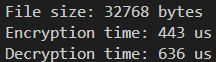 File size: 32768 bytes
Encryption time: 443 us
Decryption time: 636 us